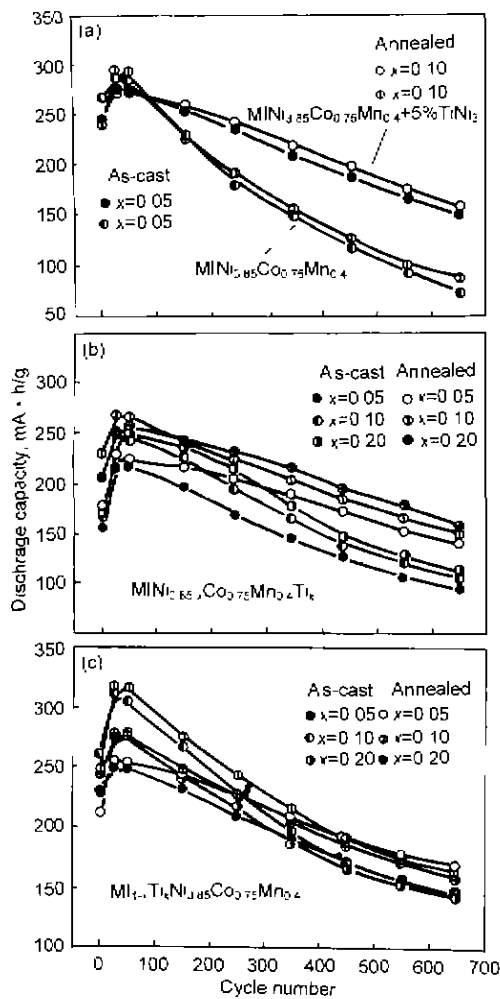 (a)
Annealed
x=0 10
x=0 10
MlNi3.85Co0.75Mn0.4+5%TiNi3
As-cast
x=0 05
x=0 05
MlNi3.85Co0.75Mn0.4
300
250
200
150
100
50
(b)
As-cast Annealed
x=0 05 x=0 05
x=0 10 x=0 10
x=0 20 x=0 20
Dischrage capacity, mA·h/g
300
250
200
150
100
50
(c)
As-cast Annealed
x=0 05 x=0 05
x=0 10 x=0 10
x=0 20 x=0 20
350
300
250
200
150
100
0 100 200 300 400 500 600 700
Cycle number